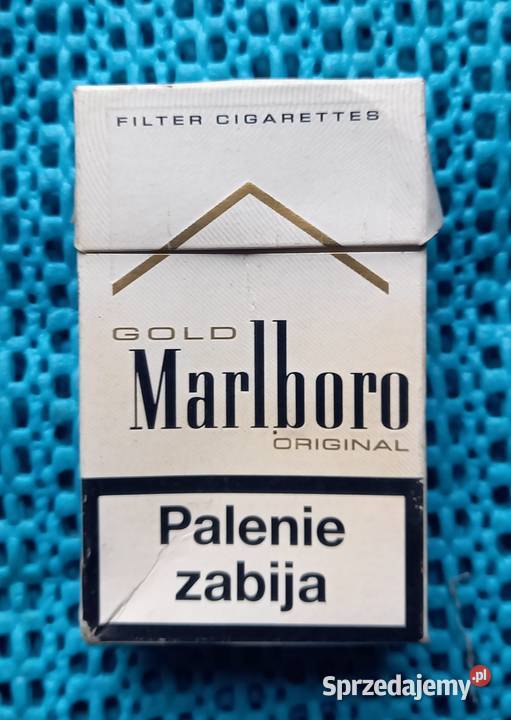 FILTER CIGARETTES
GOLD
Marlboro
ORIGINAL
Palenie
zabija
Sprzedajemy.pl